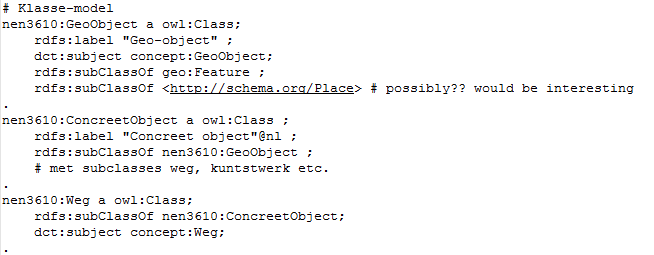 # Klasse-model
nen3610:GeoObject a owl:Class;
    rdfs:label "Geo-object" ;
    dct:subject concept:GeoObject;
    rdfs:subClassOf geo:Feature ;
    rdfs:subClassOf <http://schema.org/Place> # possibly?? would be interesting
.
nen3610:ConcreetObject a owl:Class ;
    rdfs:label "Concreet object"@nl ;
    rdfs:subClassOf nen3610:GeoObject ;
    # met subclasses weg, kuntstwerk etc.
.
nen3610:Weg a owl:Class;
    rdfs:subClassOf nen3610:ConcreetObject;
    dct:subject concept:Weg;
.